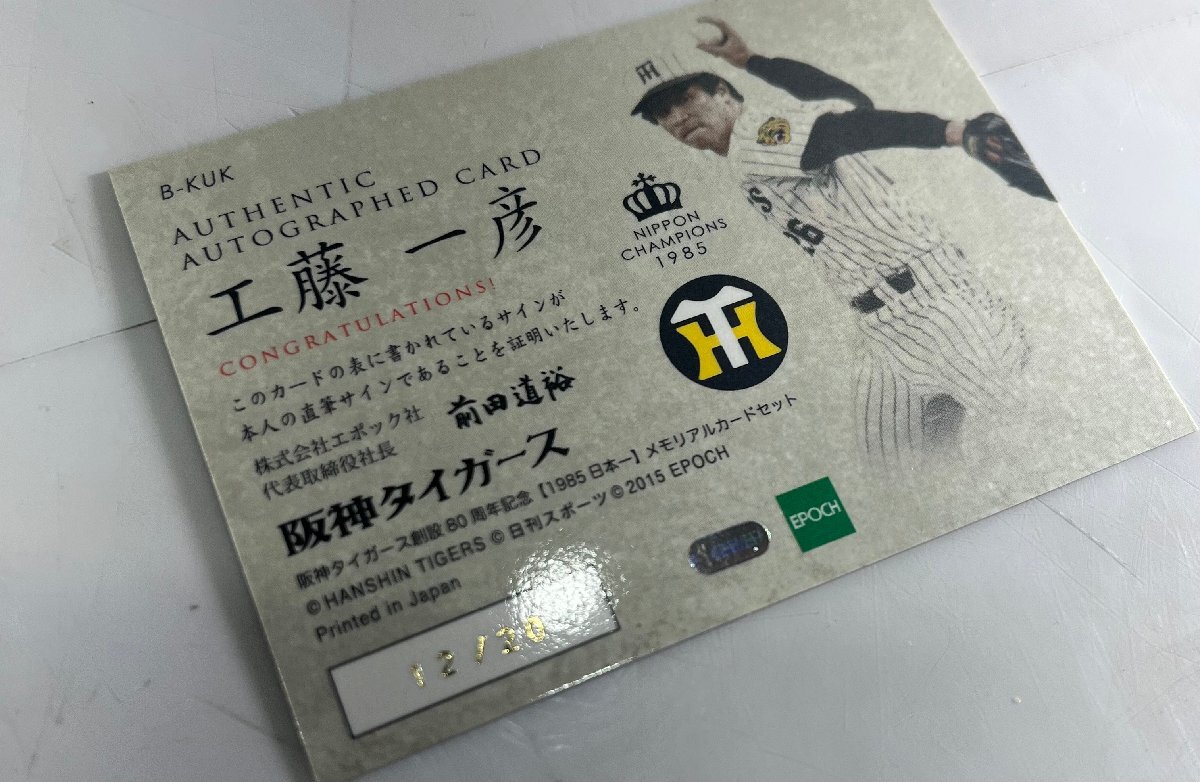 B-KUK
AUTHENTIC
AUTOGRAPHED CARD
工藤 一彦
CONGRATULATIONS!
このカードの表に書かれているサインが
本人の直筆サインであることを証明いたします。
株式会社エポック社
代表取締役社長 前田道裕
阪神タイガース
阪神タイガース創設80周年記念【1985日本一】メモリアルカードセット
©HANSHIN TIGERS ©日刊スポーツ ©2015 EPOCH
Printed in Japan
12/20
NIPPON
CHAMPIONS
1985
HT
EPOCH
26